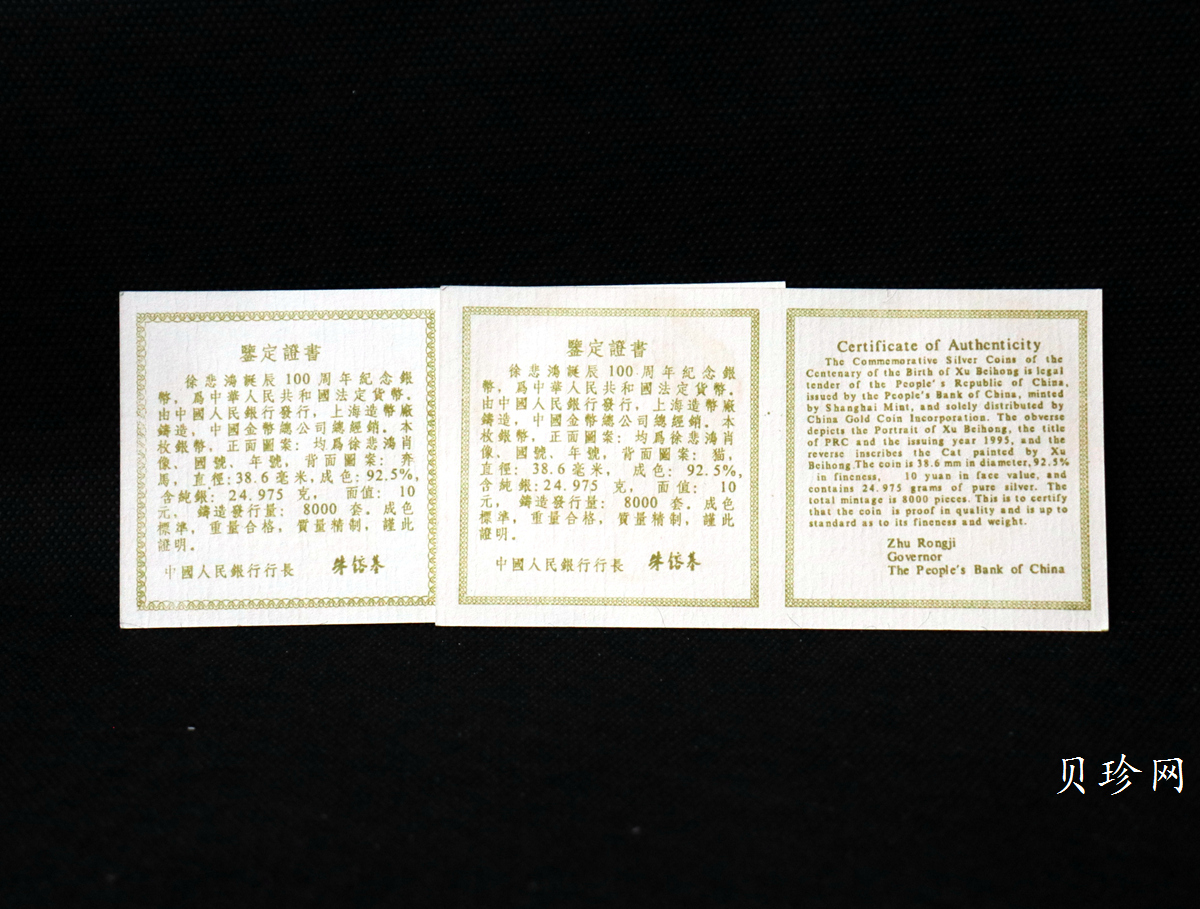 鑒定證書
徐悲鴻誕辰100周年紀念銀
幣，爲中華人民共和國法定貨幣。
由中國人民銀行發行，上海造幣廠
鑄造，中國金幣總公司總經銷。本
枚銀幣，正面圖案：均爲徐悲鴻肖
像、國號、年號，背面圖案：奔
馬，直徑：38.6毫米，成色：92.5%，
含純銀：24.975克，面值：10
元，鑄造發行量：8000套。成色
標準，重量合格，質量精制，謹此
證明。
中國人民銀行行長 朱镕基
鑒定證書
徐悲鴻誕辰100周年紀念銀
幣，爲中華人民共和國法定貨幣。
由中國人民銀行發行，上海造幣廠
鑄造，中國金幣總公司總經銷。本
枚銀幣，正面圖案：均爲徐悲鴻肖
像、國號、年號，背面圖案：猫，
直徑：38.6毫米，成色：92.5%，
含純銀：24.975克，面值：10
元，鑄造發行量：8000套。成色
標準，重量合格，質量精制，謹此
證明。
中國人民銀行行長 朱镕基
Certificate of Authenticity
The Commemorative Silver Coins of the
Centenary of the Birth of Xu Beihong is legal
tender of the People's Republic of China,
issued by the People's Bank of China, minted
by Shanghai Mint, and solely distributed by
China Gold Coin Incorporation. The obverse
depicts the Portrait of Xu Beihong, the title
of PRC and the issuing year 1995, and the
reverse inscribes the Cat painted by Xu
Beihong.The coin is 38.6 mm in diameter, 92.5%
in fineness, 10 yuan in face value, and
contains 24.975 grams of pure silver. The
total mintage is 8000 pieces. This is to certify
that the coin is proof in quality and is up to
standard as to its fineness and weight.
Zhu Rongji
Governor
The People's Bank of China
贝珍网